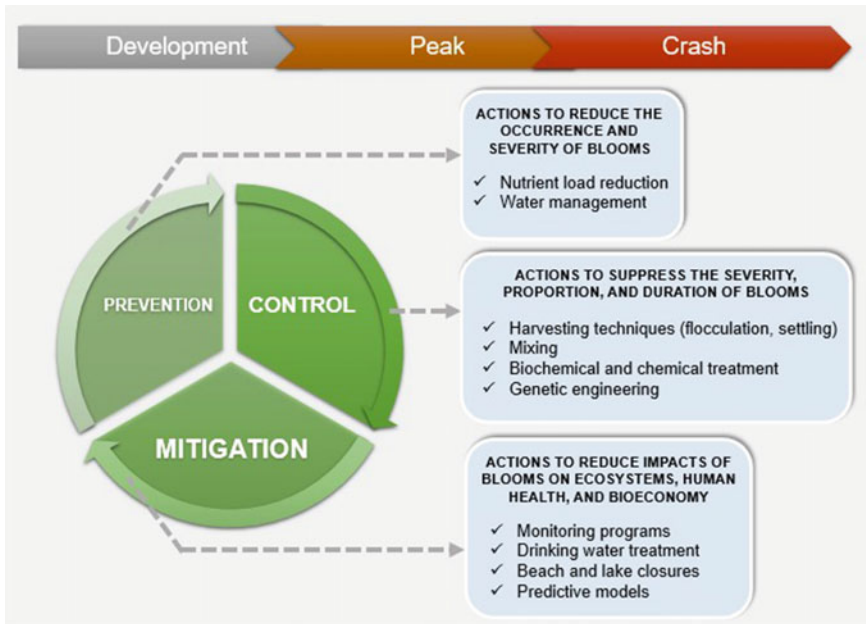 Development
Peak
Crash
ACTIONS TO REDUCE THE
OCCURRENCE AND
SEVERITY OF BLOOMS
✓ Nutrient load reduction
✓ Water management
PREVENTION
CONTROL
MITIGATION
ACTIONS TO SUPPRESS THE SEVERITY,
PROPORTION, AND DURATION OF BLOOMS
✓ Harvesting techniques (flocculation, settling)
✓ Mixing
✓ Biochemical and chemical treatment
✓ Genetic engineering
ACTIONS TO REDUCE IMPACTS OF
BLOOMS ON ECOSYSTEMS, HUMAN
HEALTH, AND BIOECONOMY
✓ Monitoring programs
✓ Drinking water treatment
✓ Beach and lake closures
✓ Predictive models